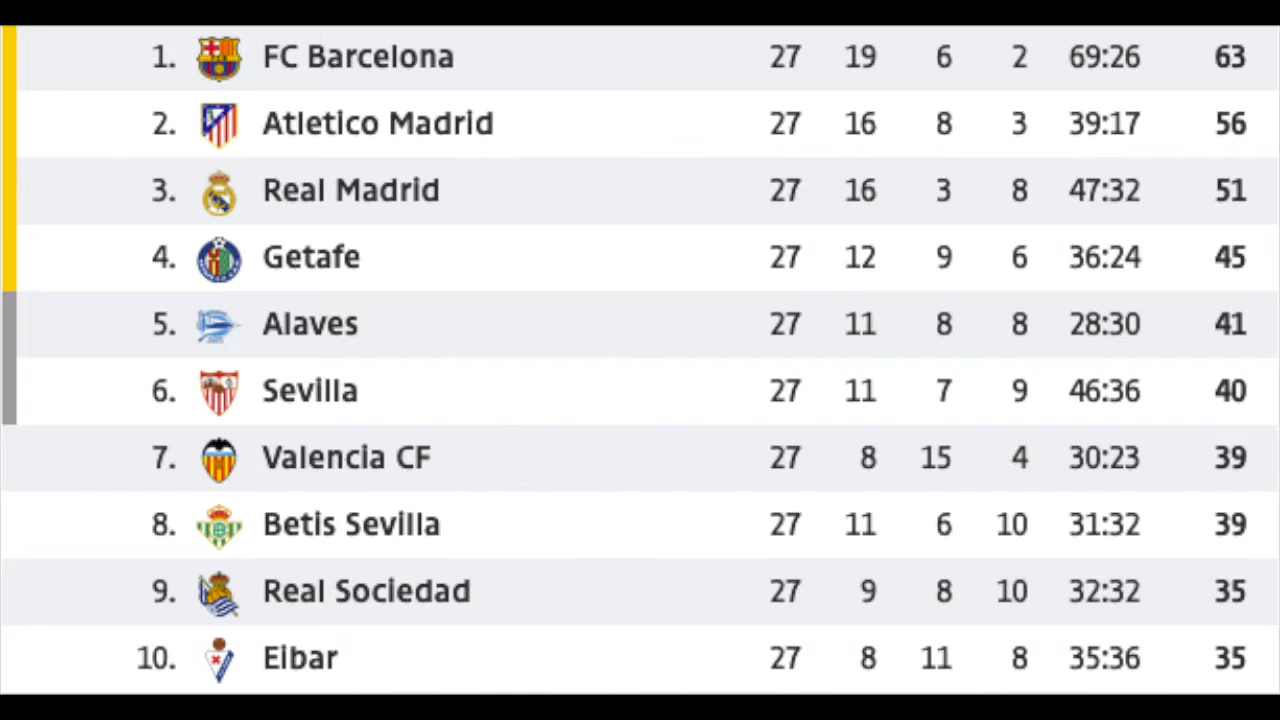 1. FC Barcelona 27 19 6 2 69:26 63
2. Atletico Madrid 27 16 8 3 39:17 56
3. Real Madrid 27 16 3 8 47:32 51
4. Getafe 27 12 9 6 36:24 45
5. Alaves 27 11 8 8 28:30 41
6. Sevilla 27 11 7 9 46:36 40
7. Valencia CF 27 8 15 4 30:23 39
8. Betis Sevilla 27 11 6 10 31:32 39
9. Real Sociedad 27 9 8 10 32:32 35
10. Eibar 27 8 11 8 35:36 35